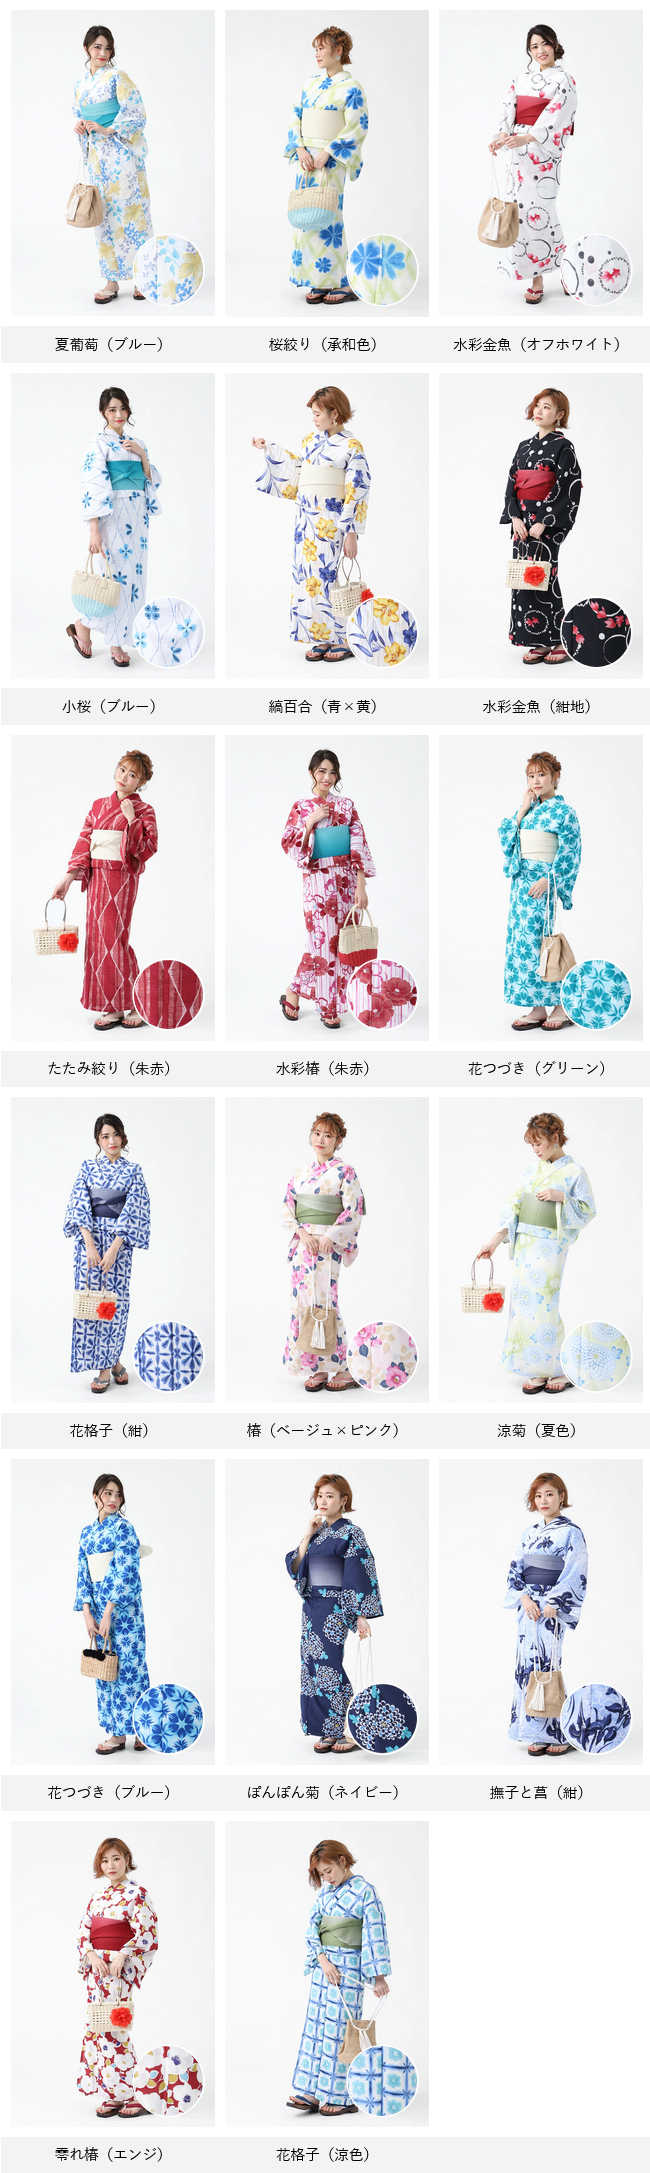 夏葡萄（ブルー）
桜絞り（承和色）
水彩金魚（オフホワイト）
小桜（ブルー）
縞百合（青×黄）
水彩金魚（紺地）
たたみ絞り（朱赤）
水彩椿（朱赤）
花つづき（グリーン）
花格子（紺）
椿（ベージュ×ピンク）
涼菊（夏色）
花つづき（ブルー）
ぽんぽん菊（ネイビー）
撫子と菖（紺）
零れ椿（エンジ）
花格子（涼色）